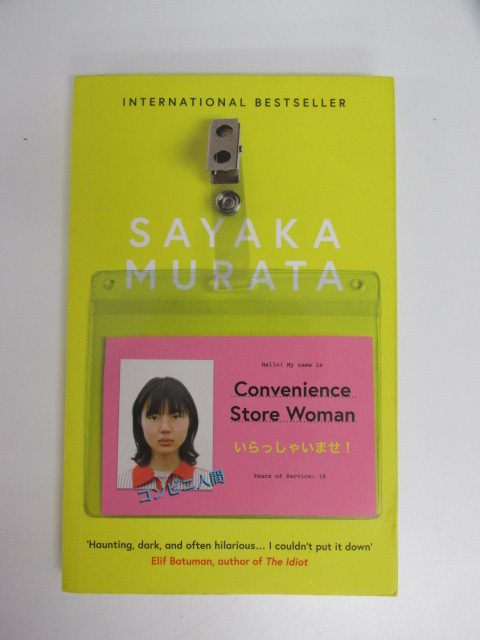 INTERNATIONAL BESTSELLER
SAYAKA
MURATA
Hello! My name is
Convenience
Store Woman
いらっしゃいませ！
コンビニ人間
Years of Service: 18
'Haunting, dark, and often hilarious... I couldn't put it down'
Elif Batuman, author of The Idiot